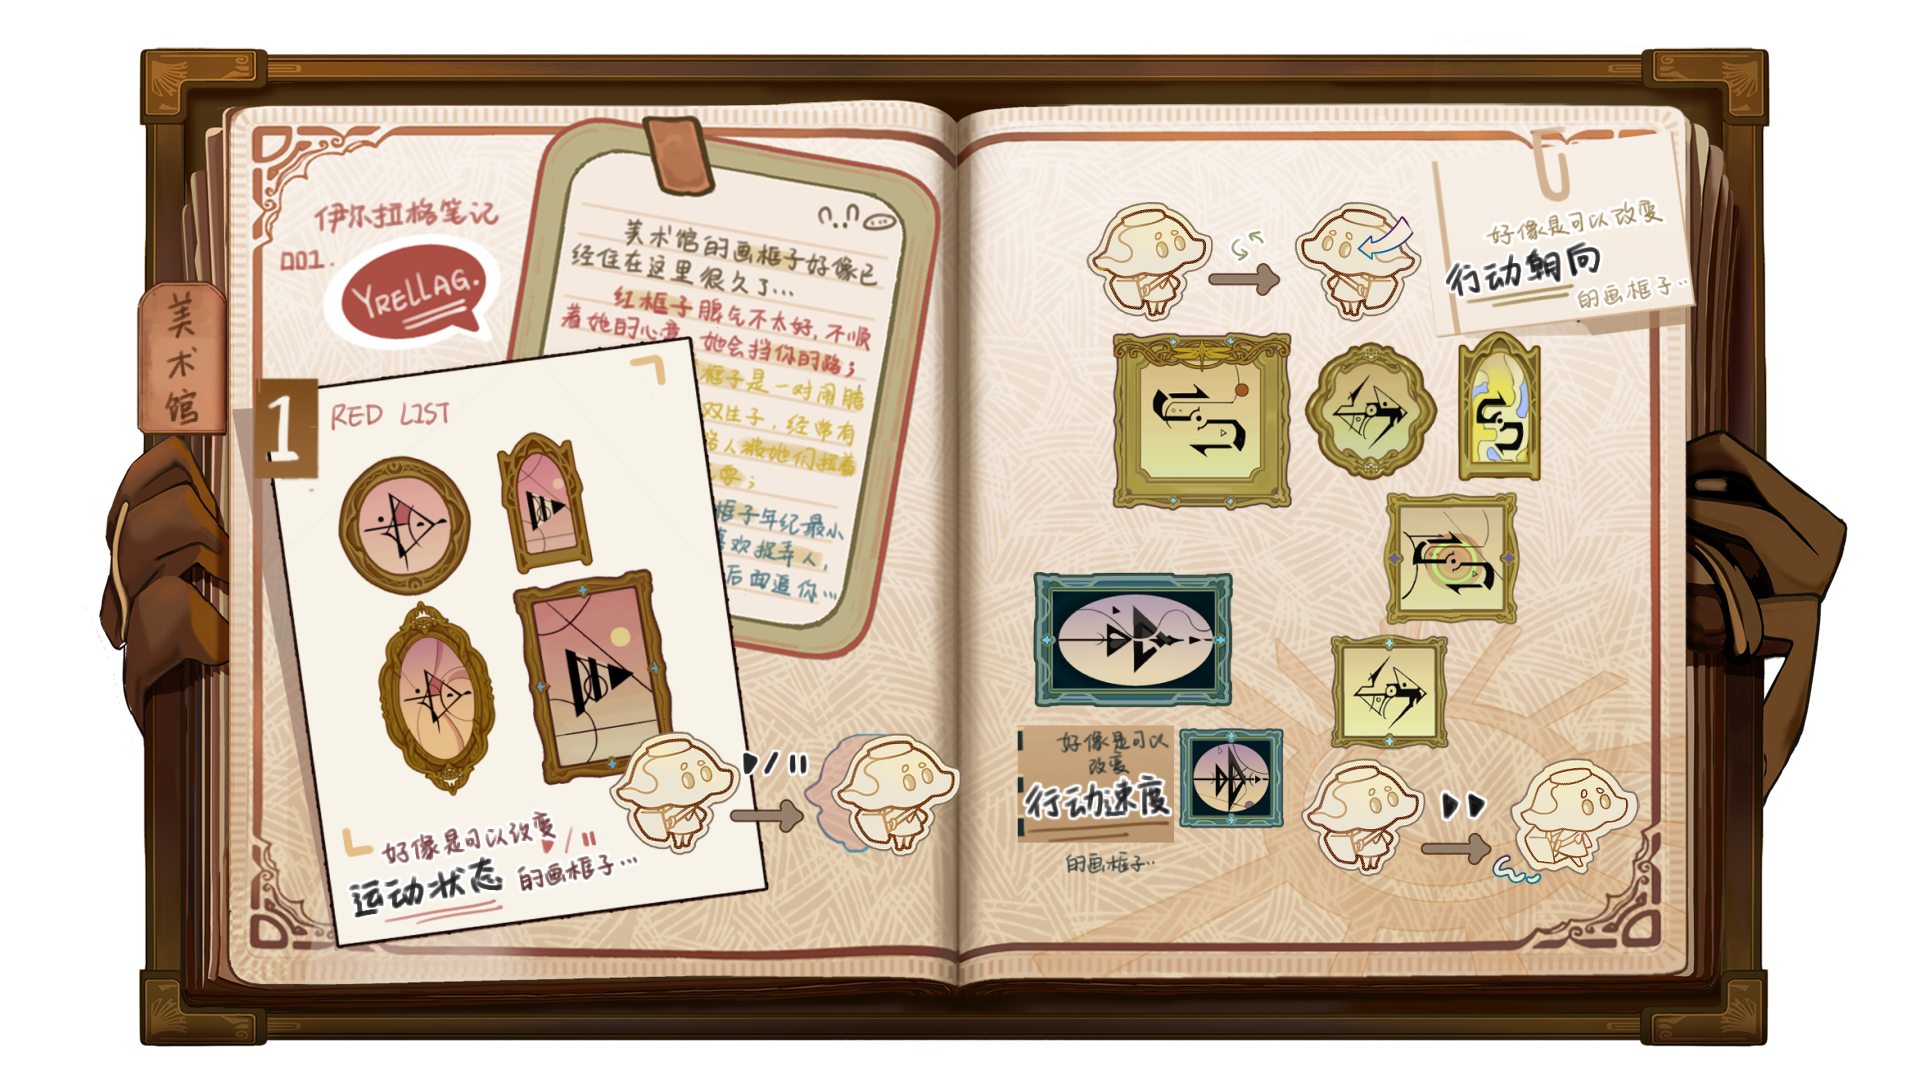 美术馆
伊尔拉格笔记
001.
YRELLAG.
美术馆的画框子好像已
经住在这里很久了...
红框子脾气不太好,不顺
着她的心意,她会挡你的路;
框子是一对闹腾
双生子,经常有
路人被她们拉着
框子年纪最小
喜欢捉弄人,
后面追你...
1
RED LIST
好像是可以改变
运动状态 的画框子...
好像是可以改变
行动朝向
的画框子..
好像是可以
改变
行动速度
的画框子..